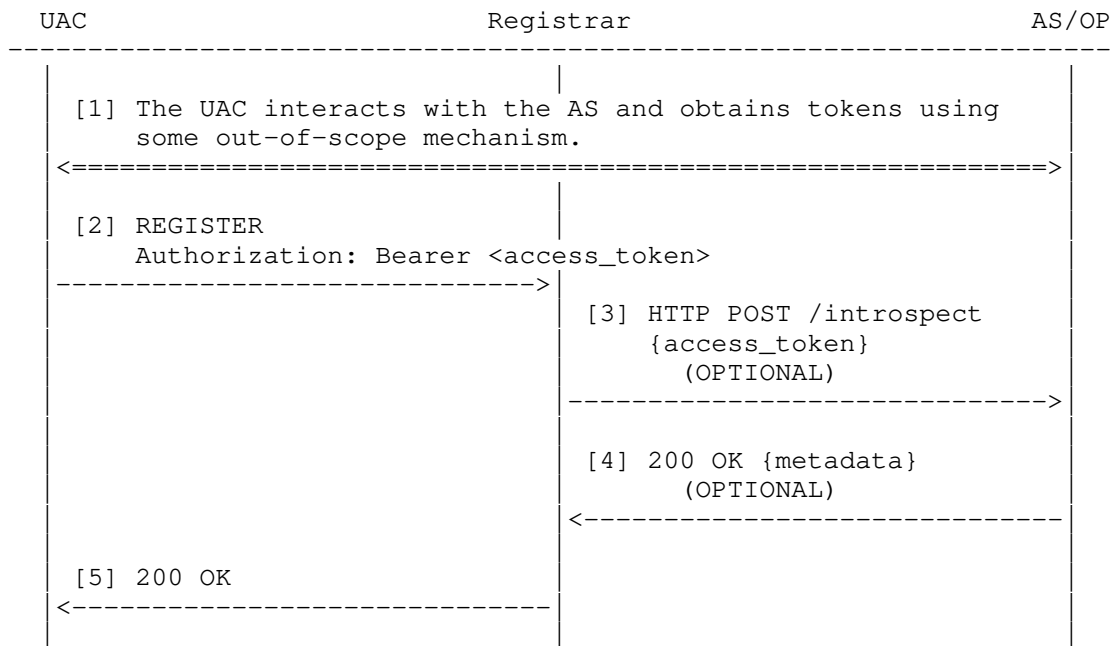 UAC Registrar AS/OP
[1] The UAC interacts with the AS and obtains tokens using
some out-of-scope mechanism.
[2] REGISTER
Authorization: Bearer <access_token>
[3] HTTP POST /introspect
{access_token}
(OPTIONAL)
[4] 200 OK {metadata}
(OPTIONAL)
[5] 200 OK